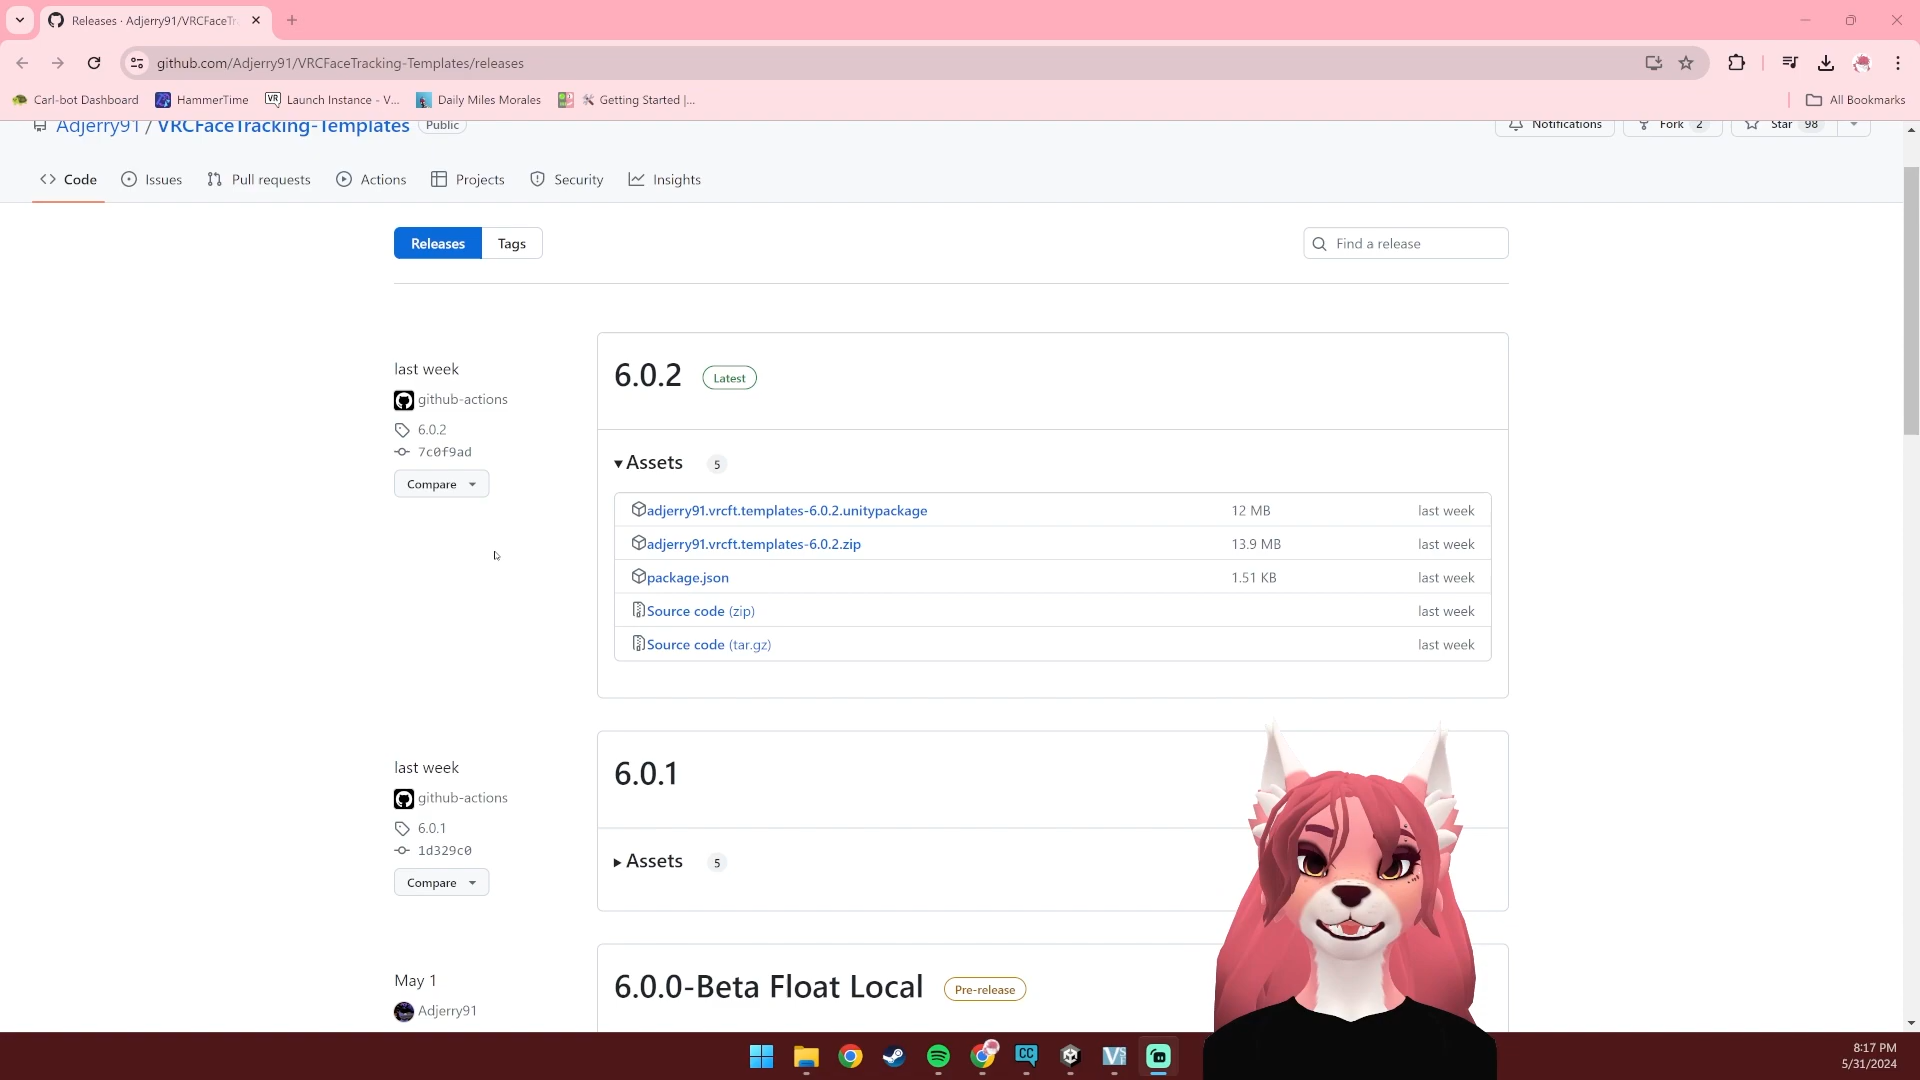 Releases · Adjerry91/VRCFaceTr
github.com/Adjerry91/VRCFaceTracking-Templates/releases
Carl-bot Dashboard
HammerTime
VR
Launch Instance - V...
Daily Miles Morales
Getting Started |...
All Bookmarks
Adjerry91 / VRCFaceTracking-Templates Public
Notifications
Fork 2
Star 98
Code
Issues
Pull requests
Actions
Projects
Security
Insights
Releases
Tags
Find a release
last week
github-actions
6.0.2
7c0f9ad
Compare
6.0.2 Latest
Assets 5
adjerry91.vrcft.templates-6.0.2.unitypackage 12 MB last week
adjerry91.vrcft.templates-6.0.2.zip 13.9 MB last week
package.json 1.51 KB last week
Source code (zip) last week
Source code (tar.gz) last week
last week
github-actions
6.0.1
1d329c0
Compare
6.0.1
Assets 5
May 1
Adjerry91
6.0.0-Beta Float Local Pre-release
CC
8:17 PM
5/31/2024